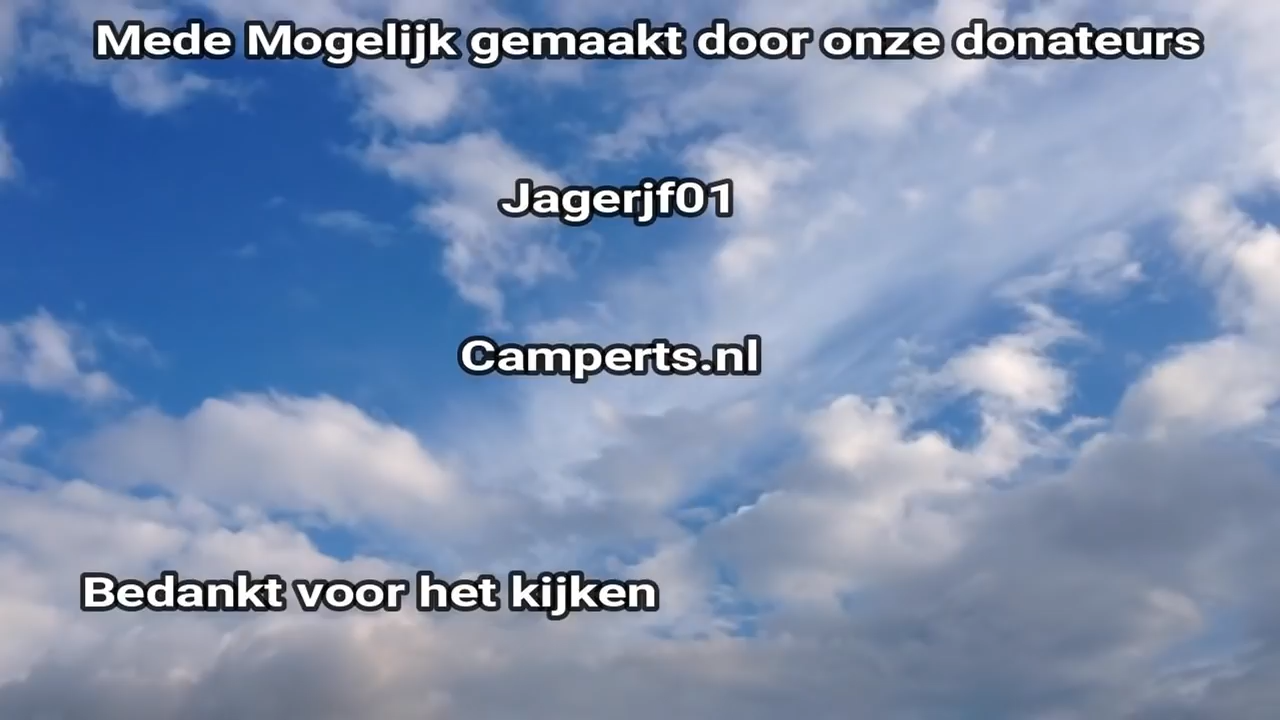 Mede Mogelijk gemaakt door onze donateurs
Jagerjf01
Camperts.nl
Bedankt voor het kijken